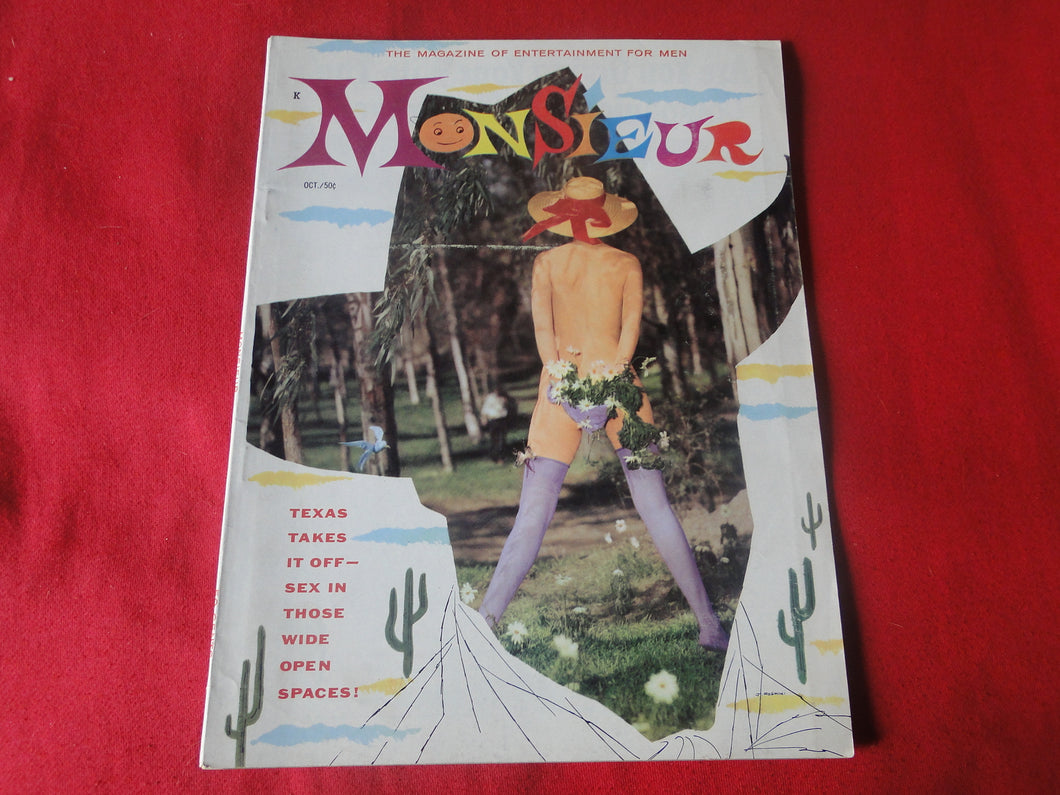 THE MAGAZINE OF ENTERTAINMENT FOR MEN
K
MONSIEUR
OCT./50¢
TEXAS
TAKES
IT OFF—
SEX IN
THOSE
WIDE
OPEN
SPACES!